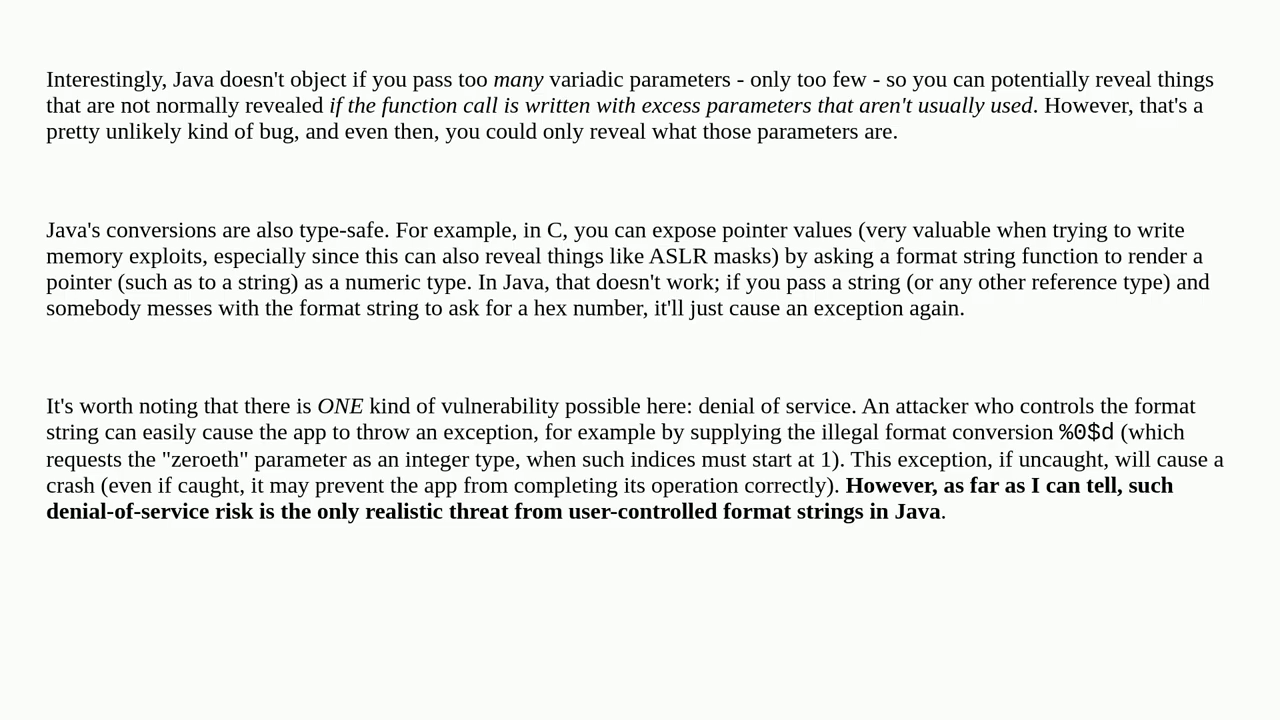 Interestingly, Java doesn't object if you pass too many variadic parameters - only too few - so you can potentially reveal things
that are not normally revealed if the function call is written with excess parameters that aren't usually used. However, that's a
pretty unlikely kind of bug, and even then, you could only reveal what those parameters are.
Java's conversions are also type-safe. For example, in C, you can expose pointer values (very valuable when trying to write
memory exploits, especially since this can also reveal things like ASLR masks) by asking a format string function to render a
pointer (such as to a string) as a numeric type. In Java, that doesn't work; if you pass a string (or any other reference type) and
somebody messes with the format string to ask for a hex number, it'll just cause an exception again.
It's worth noting that there is ONE kind of vulnerability possible here: denial of service. An attacker who controls the format
string can easily cause the app to throw an exception, for example by supplying the illegal format conversion %0$d (which
requests the "zeroeth" parameter as an integer type, when such indices must start at 1). This exception, if uncaught, will cause a
crash (even if caught, it may prevent the app from completing its operation correctly). However, as far as I can tell, such
denial-of-service risk is the only realistic threat from user-controlled format strings in Java.